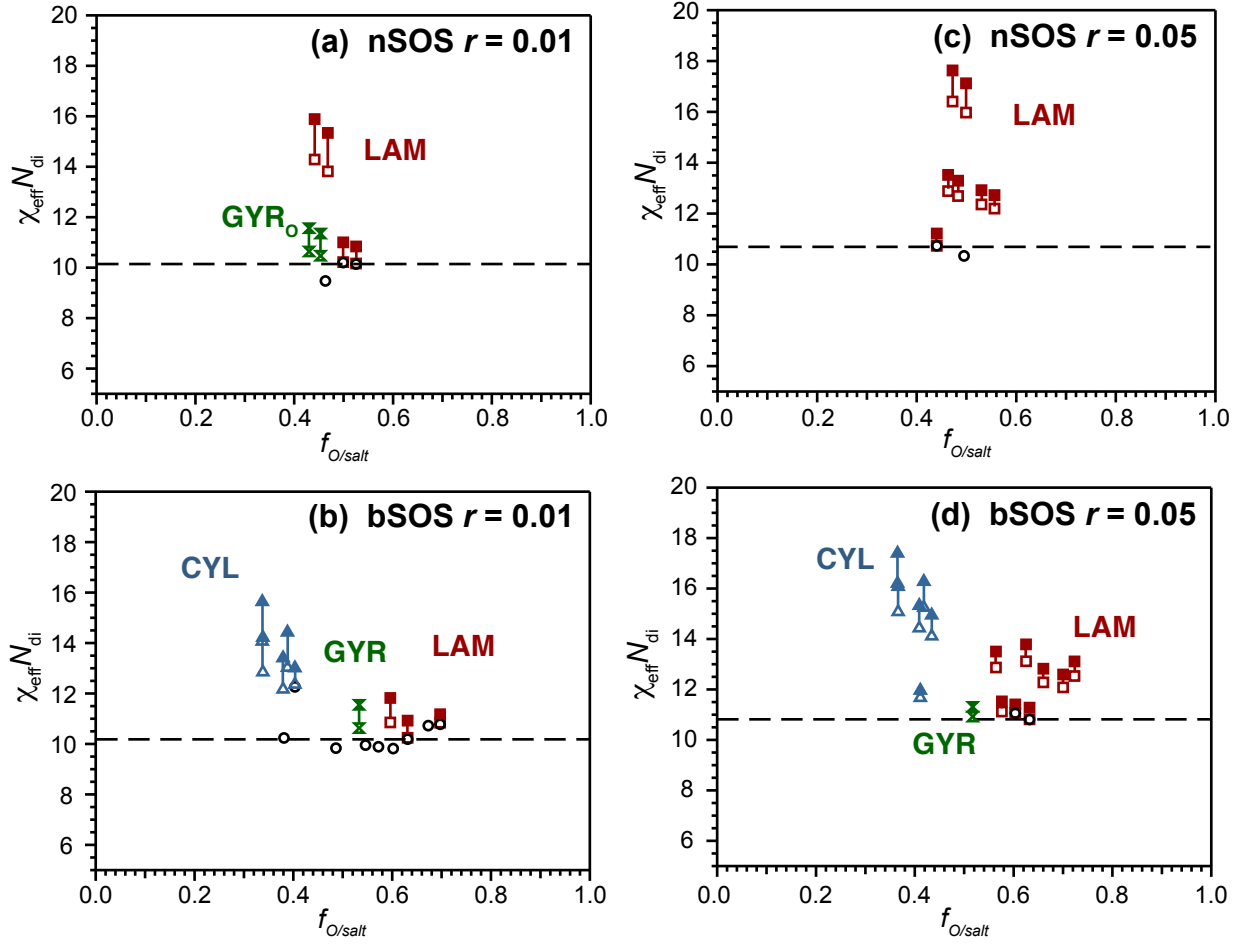 (a) nSOS r = 0.01
20
18
16
14
12
10
8
6
χeffNdi
LAM
GYRO
0.0 0.2 0.4 0.6 0.8 1.0
fO/salt
(c) nSOS r = 0.05
20
18
16
14
12
10
8
6
χeffNdi
LAM
0.0 0.2 0.4 0.6 0.8 1.0
fO/salt
(b) bSOS r = 0.01
20
18
16
14
12
10
8
6
χeffNdi
CYL
GYR
LAM
0.0 0.2 0.4 0.6 0.8 1.0
fO/salt
(d) bSOS r = 0.05
20
18
16
14
12
10
8
6
χeffNdi
CYL
LAM
GYR
0.0 0.2 0.4 0.6 0.8 1.0
fO/salt